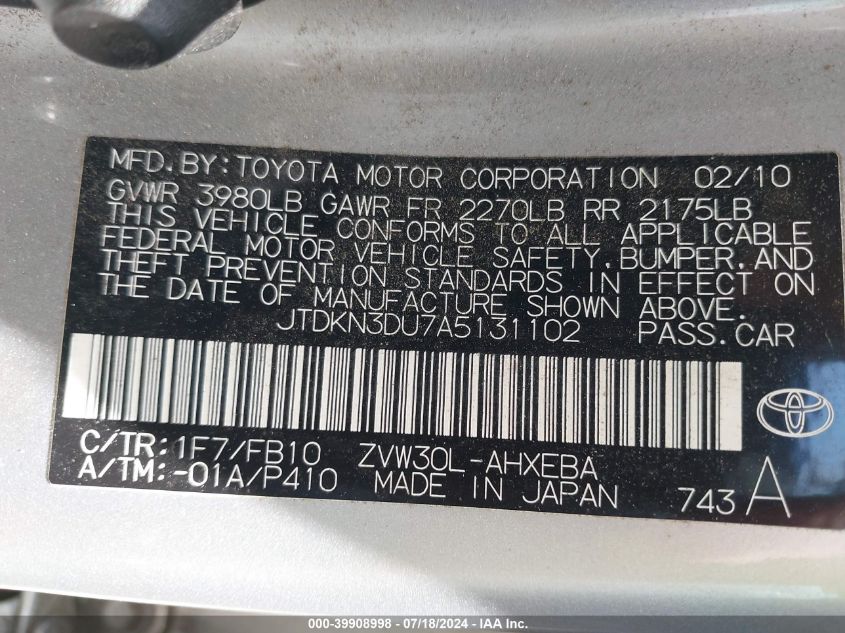 MFD.BY:TOYOTA MOTOR CORPORATION 02/10
GVWR 3980LB GAWR FR 2270LB RR 2175LB
THIS VEHICLE CONFORMS TO ALL APPLICABLE
FEDERAL MOTOR VEHICLE SAFETY,BUMPER,AND
THEFT PREVENTION STANDARDS IN EFFECT ON
THE DATE OF MANUFACTURE SHOWN ABOVE.
JTDKN3DU7A5131102 PASS.CAR
C/TR:1F7/FB10 ZVW30L-AHXEBA
A/TM:-01A/P410 MADE IN JAPAN 743 A
000-39908998 - 07/18/2024 - IAA Inc.